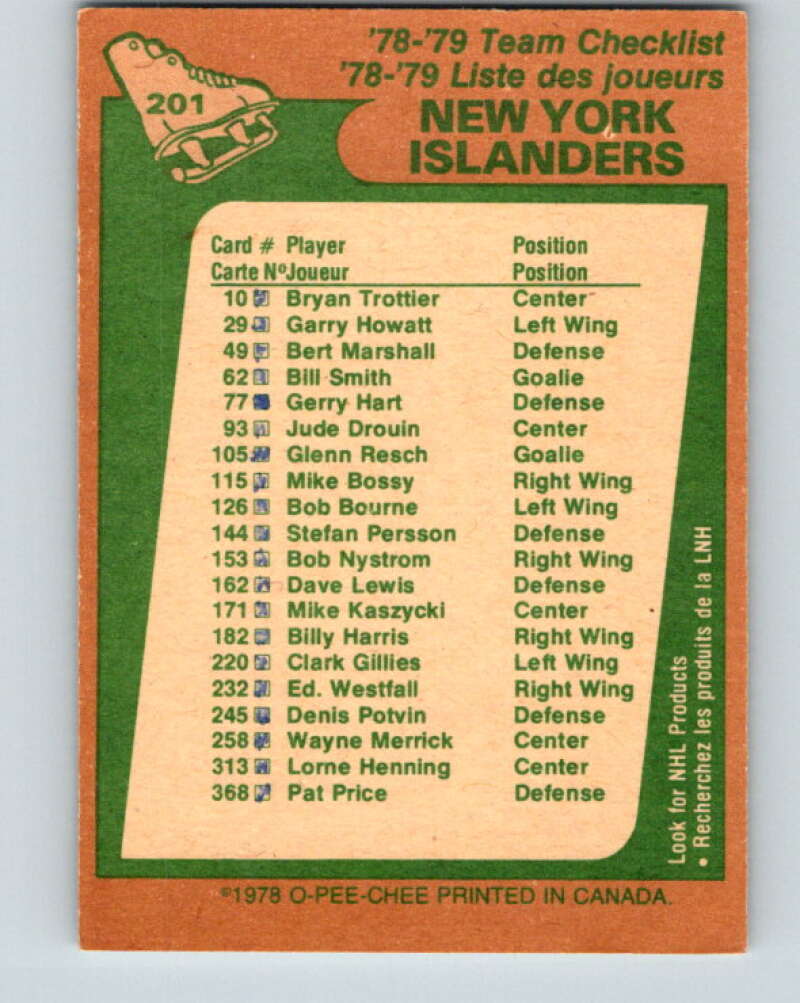 201
'78-'79 Team Checklist
'78-'79 Liste des joueurs
NEW YORK
ISLANDERS
Card # Player Position
Carte Nº Joueur Position
10 Bryan Trottier Center
29 Garry Howatt Left Wing
49 Bert Marshall Defense
62 Bill Smith Goalie
77 Gerry Hart Defense
93 Jude Drouin Center
105 Glenn Resch Goalie
115 Mike Bossy Right Wing
126 Bob Bourne Left Wing
144 Stefan Persson Defense
153 Bob Nystrom Right Wing
162 Dave Lewis Defense
171 Mike Kaszycki Center
182 Billy Harris Right Wing
220 Clark Gillies Left Wing
232 Ed. Westfall Right Wing
245 Denis Potvin Defense
258 Wayne Merrick Center
313 Lorne Henning Center
368 Pat Price Defense
Look for NHL Products
• Recherchez les produits de la LNH
©1978 O-PEE-CHEE PRINTED IN CANADA.